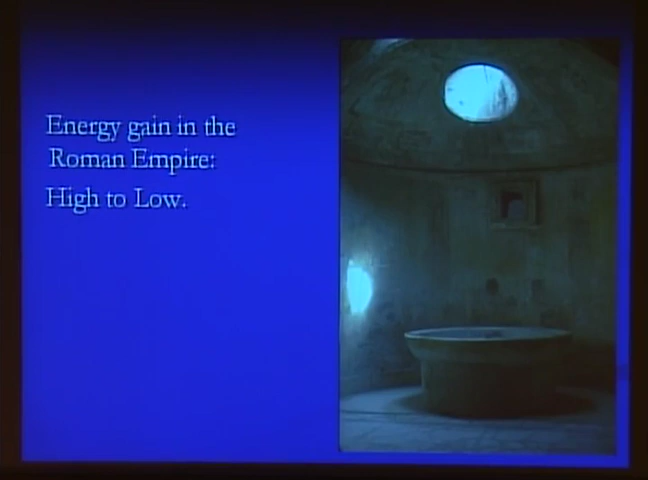 Energy gain in the
Roman Empire:
High to Low.